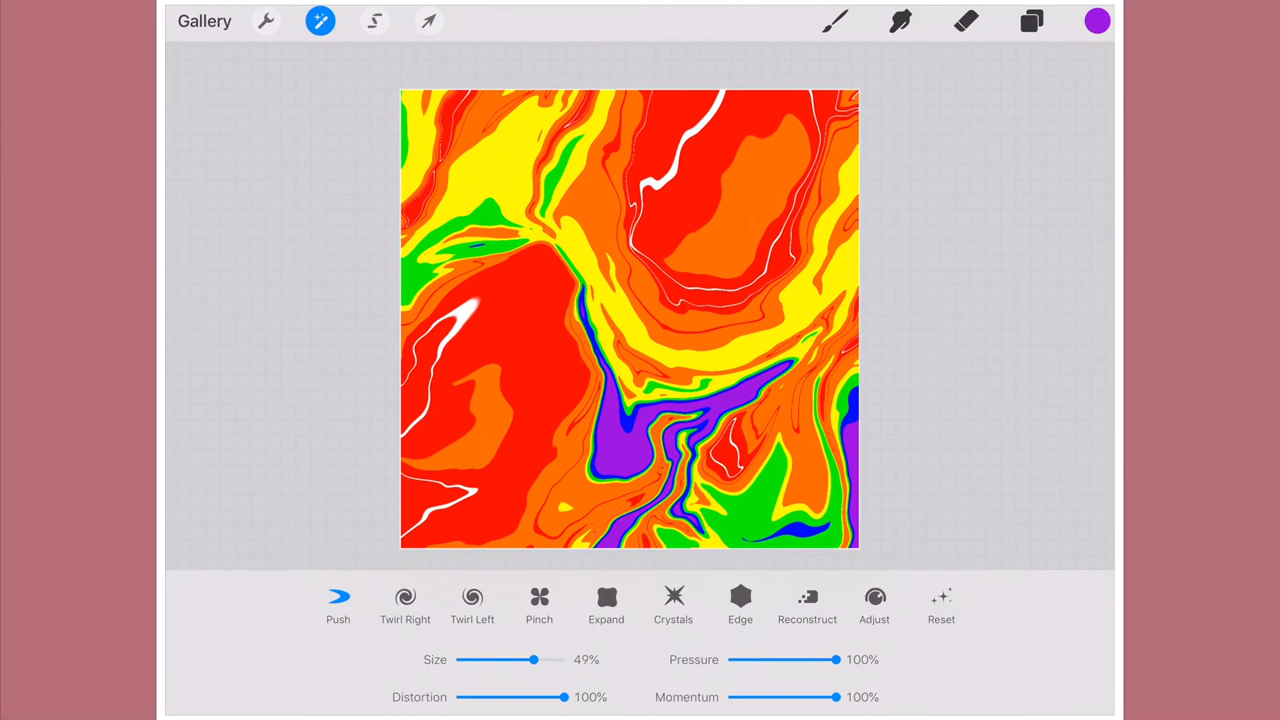 Gallery
Push Twirl Right Twirl Left Pinch Expand Crystals Edge Reconstruct Adjust Reset
Size 49% Pressure 100%
Distortion 100% Momentum 100%